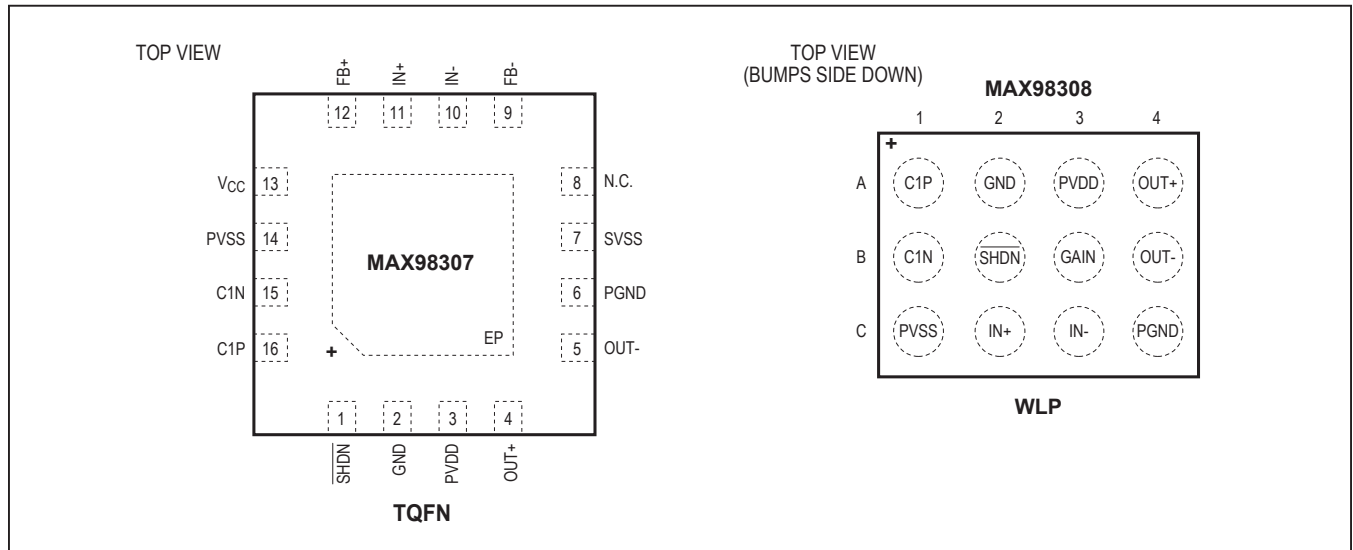 TOP VIEW
FB+ IN+ IN- FB-
12 11 10 9
VCC 13
PVSS 14
C1N 15
C1P 16
8 N.C.
7 SVSS
6 PGND
5 OUT-
MAX98307
EP
+
1 2 3 4
SHDN GND PVDD OUT+
TQFN
TOP VIEW
(BUMPS SIDE DOWN)
MAX98308
1 2 3 4
+
A C1P GND PVDD OUT+
B C1N SHDN GAIN OUT-
C PVSS IN+ IN- PGND
WLP